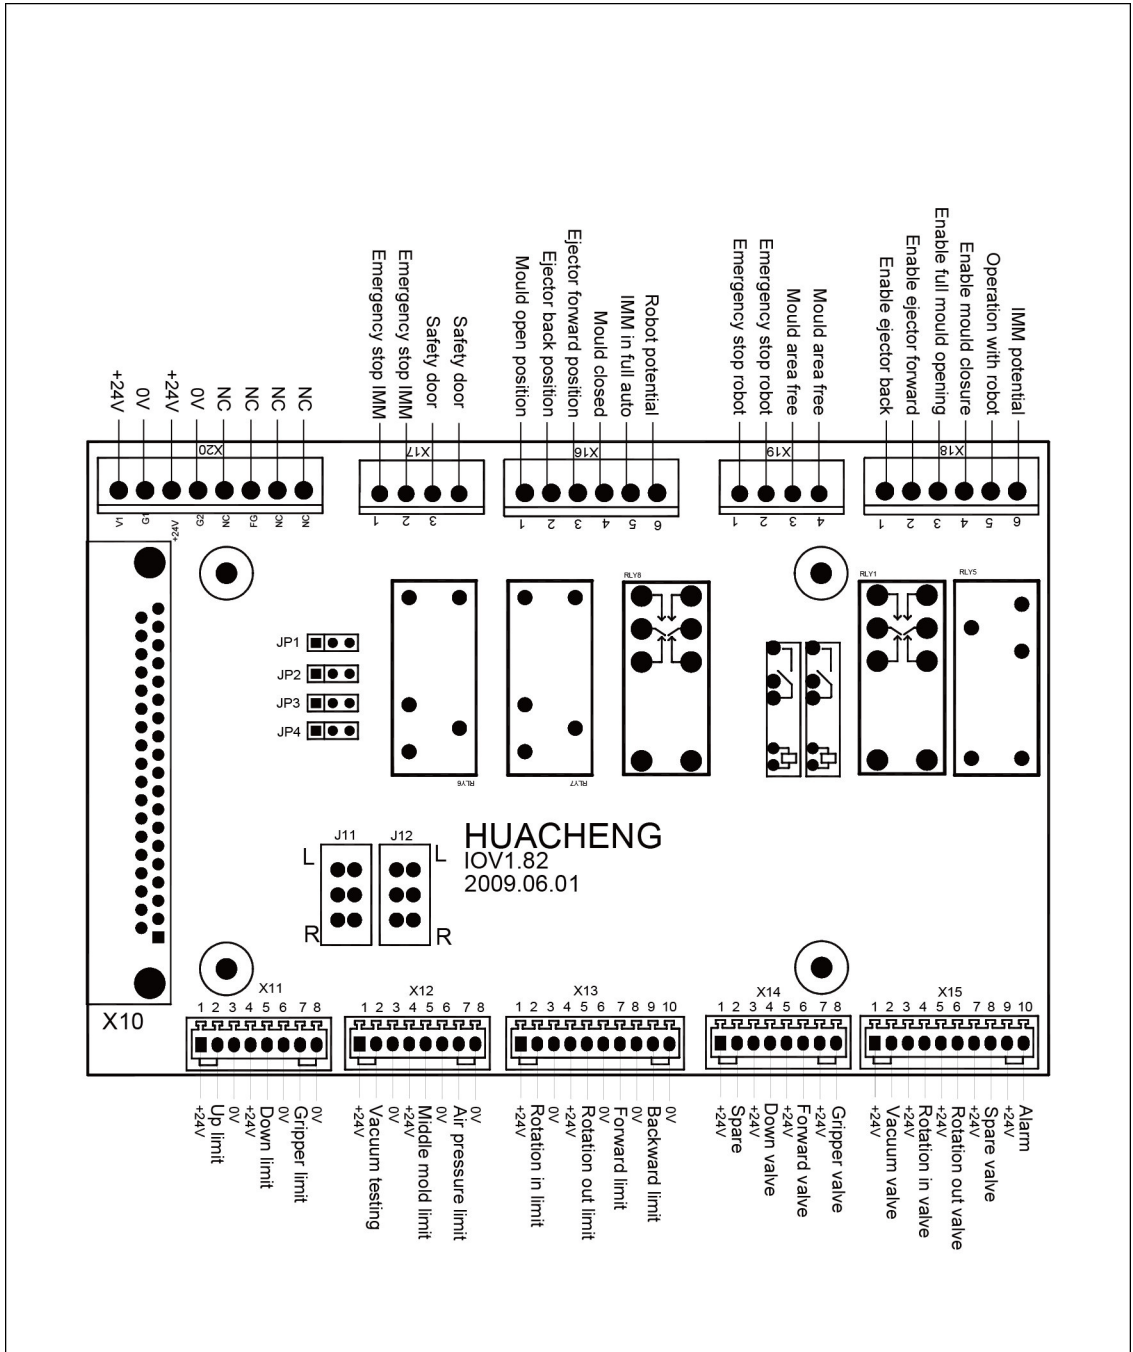 +24V
0V
+24V
0V
NC
NC
NC
NC
Emergency stop IMM
Emergency stop IMM
Safety door
Safety door
Mould open position
Ejector back position
Ejector forward position
Mould closed
IMM in full auto
Robot potential
Emergency stop robot
Emergency stop robot
Mould area free
Mould area free
Enable ejector back
Enable ejector forward
Enable full mould opening
Enable mould closure
Operation with robot
IMM potential
X20
X17
X16
X19
X18
V1 G1 +24V G2 NC FG NC NC
1 2 3
1 2 3 4 5 6
1 2 3 4
1 2 3 4 5 6
RLY8
RLY1
RLY5
JP1
JP2
JP3
JP4
RLY6
RLY7
J11
J12
L
L
R
R
HUACHENG
IOV1.82
2009.06.01
X10
X11
X12
X13
X14
X15
1 2 3 4 5 6 7 8
1 2 3 4 5 6 7 8
1 2 3 4 5 6 7 8 9 10
1 2 3 4 5 6 7 8
1 2 3 4 5 6 7 8 9 10
+24V
Up limit
0V
+24V
Down limit
0V
Gripper limit
0V
+24V
Vacuum testing
0V
+24V
Middle mold limit
0V
Air pressure limit
0V
+24V
Rotation in limit
0V
+24V
Rotation out limit
0V
Forward limit
0V
Backward limit
0V
+24V
Spare
+24V
Down valve
+24V
Forward valve
+24V
Gripper valve
+24V
Vacuum valve
+24V
Rotation in valve
+24V
Rotation out valve
+24V
Spare valve
+24V
Alarm